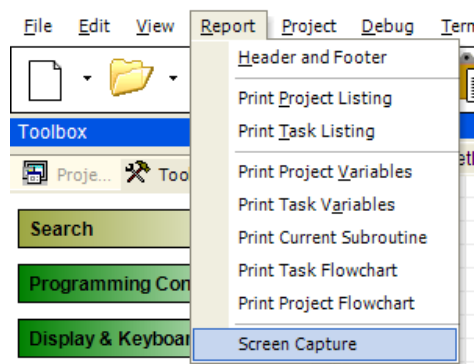 File Edit View Report Project Debug
Header and Footer
Print Project Listing
Toolbox
Print Task Listing
Proje... Too
Print Project Variables
Print Task Variables
Search
Print Current Subroutine
Print Task Flowchart
Programming Con
Print Project Flowchart
Display & Keyboar
Screen Capture